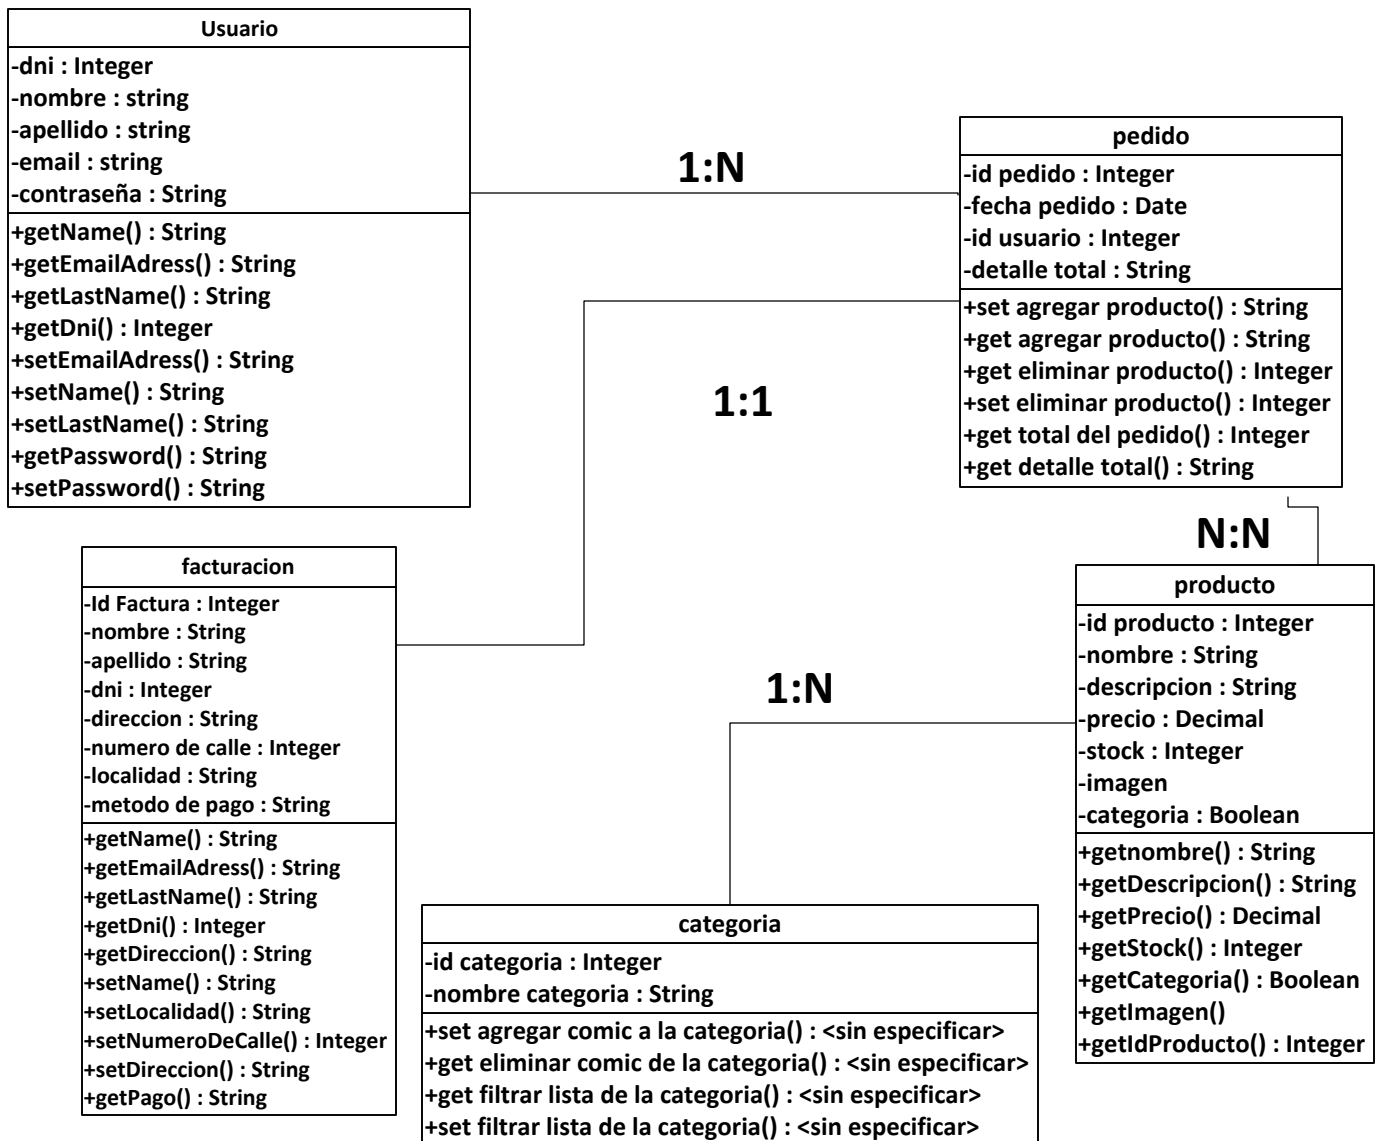 Usuario
-dni : Integer
-nombre : string
-apellido : string
-email : string
-contraseña : String
+getName() : String
+getEmailAdress() : String
+getLastName() : String
+getDni() : Integer
+setEmailAdress() : String
+setName() : String
+setLastName() : String
+getPassword() : String
+setPassword() : String
1:N
pedido
-id pedido : Integer
-fecha pedido : Date
-id usuario : Integer
-detalle total : String
+set agregar producto() : String
+get agregar producto() : String
+get eliminar producto() : Integer
+set eliminar producto() : Integer
+get total del pedido() : Integer
+get detalle total() : String
1:1
N:N
facturacion
-Id Factura : Integer
-nombre : String
-apellido : String
-dni : Integer
-direccion : String
-numero de calle : Integer
-localidad : String
-metodo de pago : String
+getName() : String
+getEmailAdress() : String
+getLastName() : String
+getDni() : Integer
+getDireccion() : String
+setName() : String
+setLocalidad() : String
+setNumeroDeCalle() : Integer
+setDireccion() : String
+getPago() : String
1:N
producto
-id producto : Integer
-nombre : String
-descripcion : String
-precio : Decimal
-stock : Integer
-imagen
-categoria : Boolean
+getnombre() : String
+getDescripcion() : String
+getPrecio() : Decimal
+getStock() : Integer
+getCategoria() : Boolean
+getImagen()
+getIdProducto() : Integer
categoria
-id categoria : Integer
-nombre categoria : String
+set agregar comic a la categoria() : <sin especificar>
+get eliminar comic de la categoria() : <sin especificar>
+get filtrar lista de la categoria() : <sin especificar>
+set filtrar lista de la categoria() : <sin especificar>